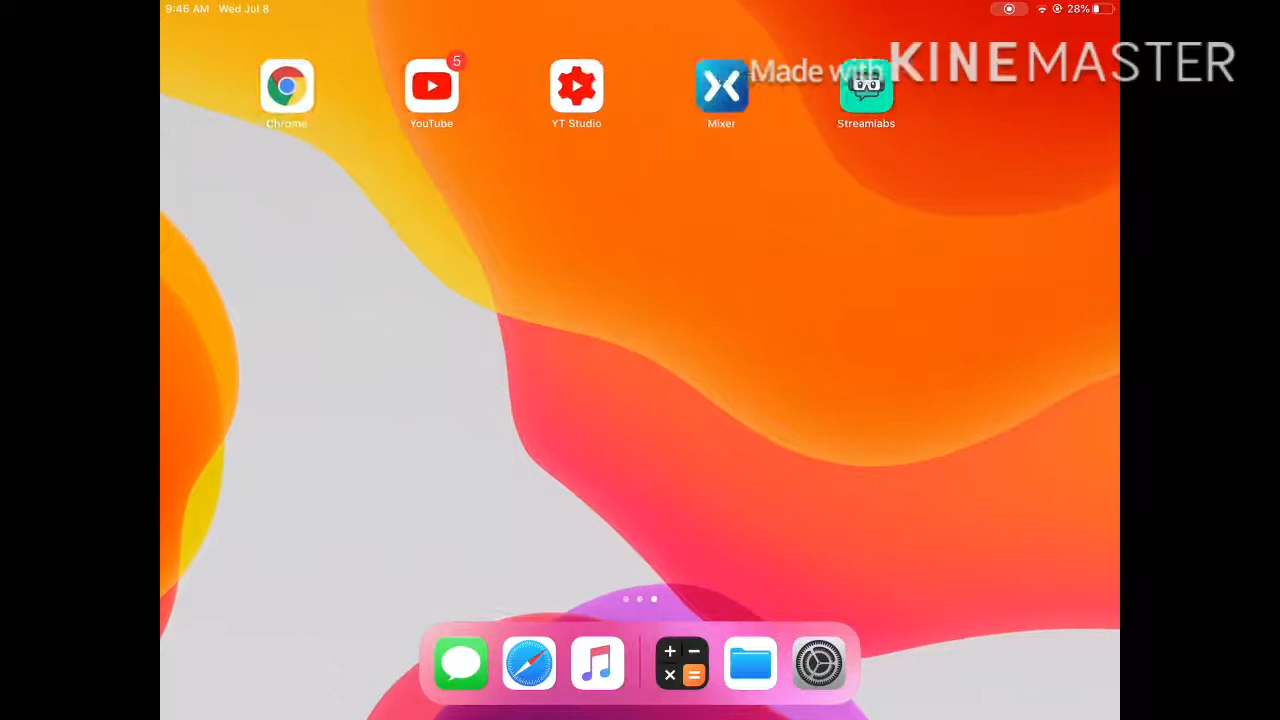 9:46 AM Wed Jul 8
28%
Made with KINEMASTER
5
Chrome
YouTube
YT Studio
Mixer
Streamlabs